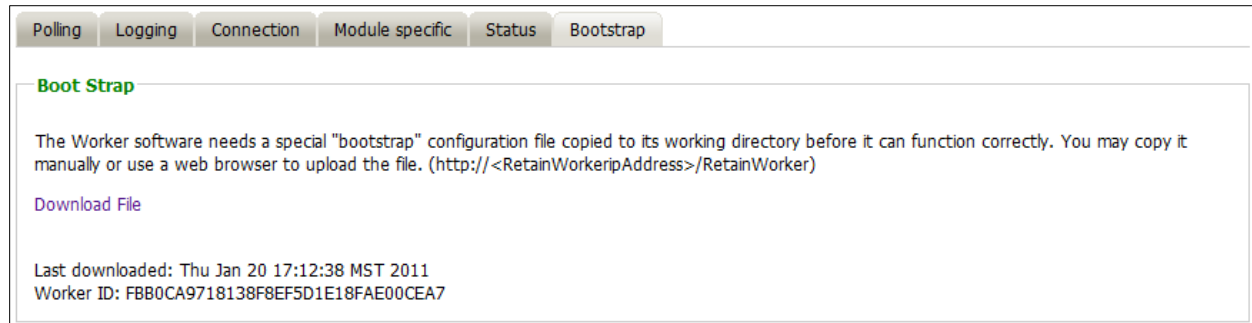 Polling Logging Connection Module specific Status Bootstrap
Boot Strap
The Worker software needs a special "bootstrap" configuration file copied to its working directory before it can function correctly. You may copy it
manually or use a web browser to upload the file. (http://<RetainWorkeripAddress>/RetainWorker)
Download File
Last downloaded: Thu Jan 20 17:12:38 MST 2011
Worker ID: FBB0CA9718138F8EF5D1E18FAE00CEA7